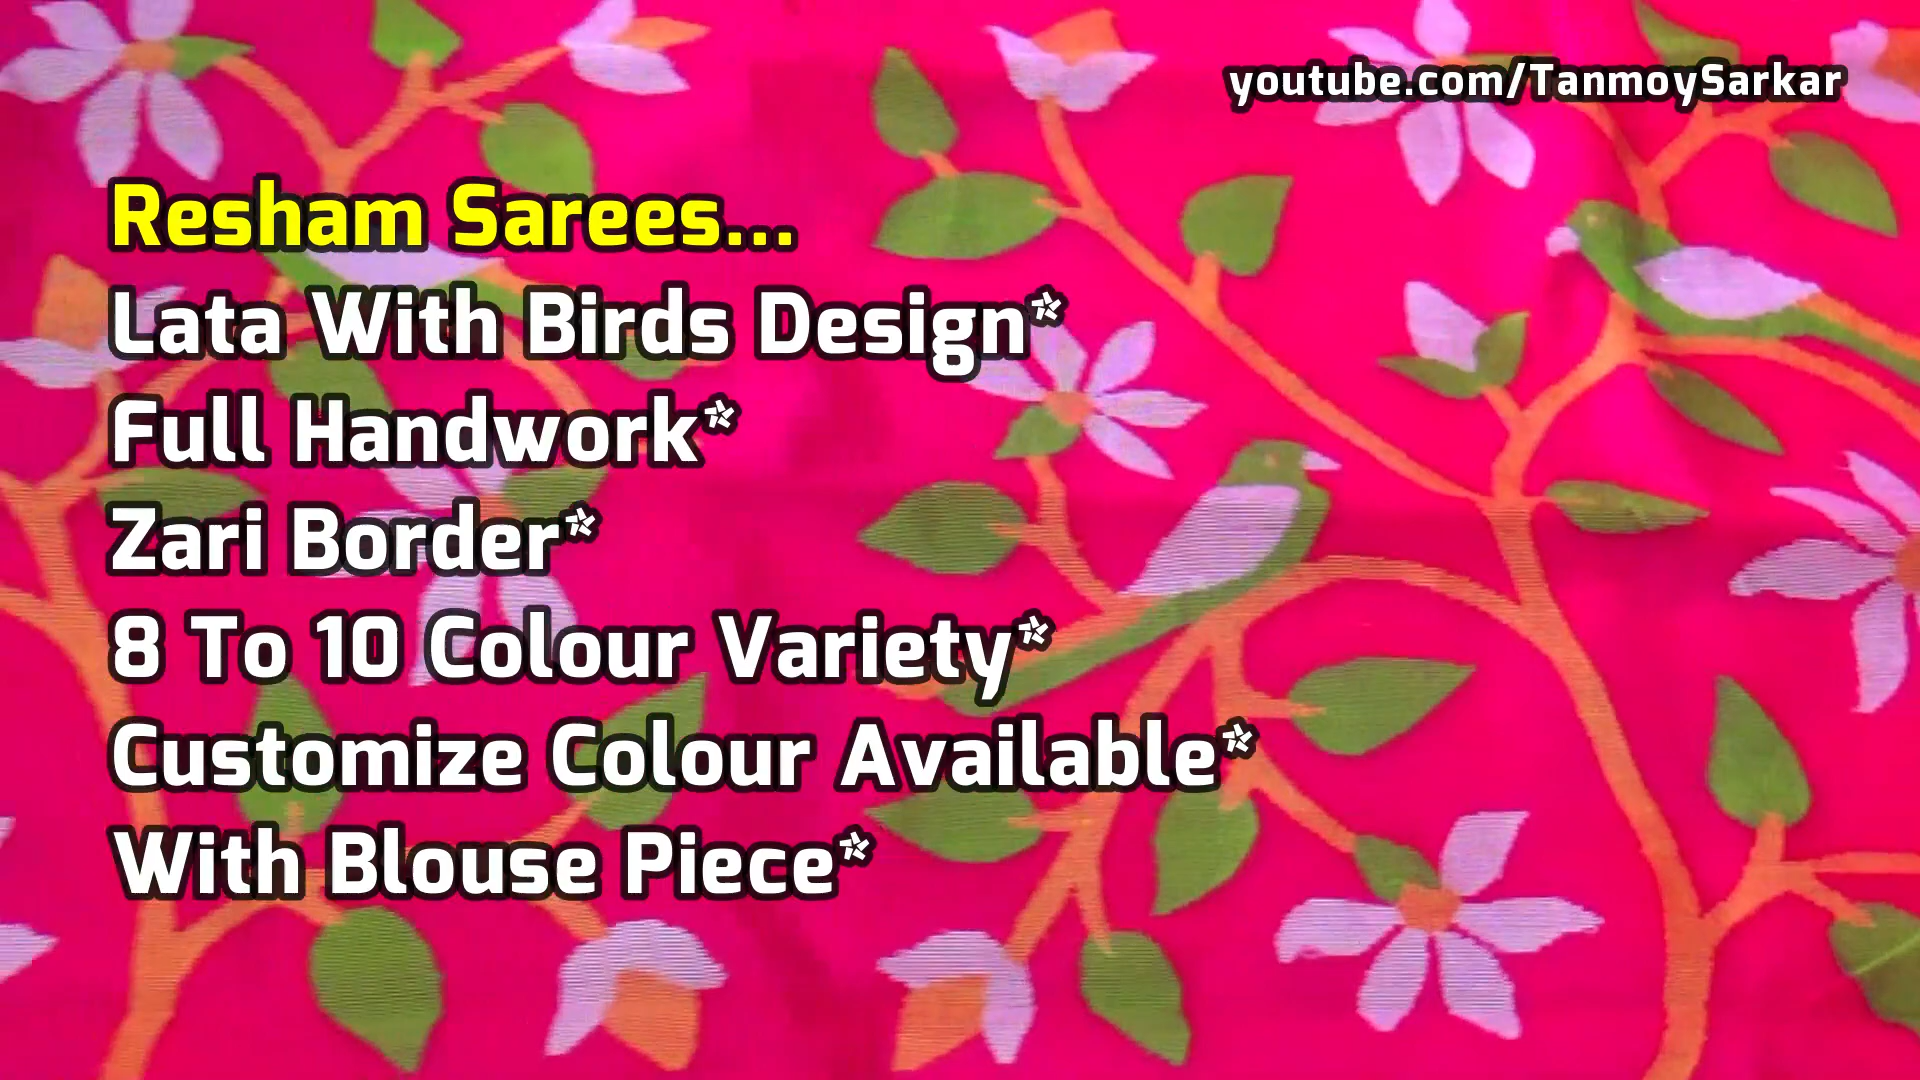 youtube.com/TanmoySarkar
Resham Sarees...
Lata With Birds Design*
Full Handwork*
Zari Border*
8 To 10 Colour Variety*
Customize Colour Available*
With Blouse Piece*